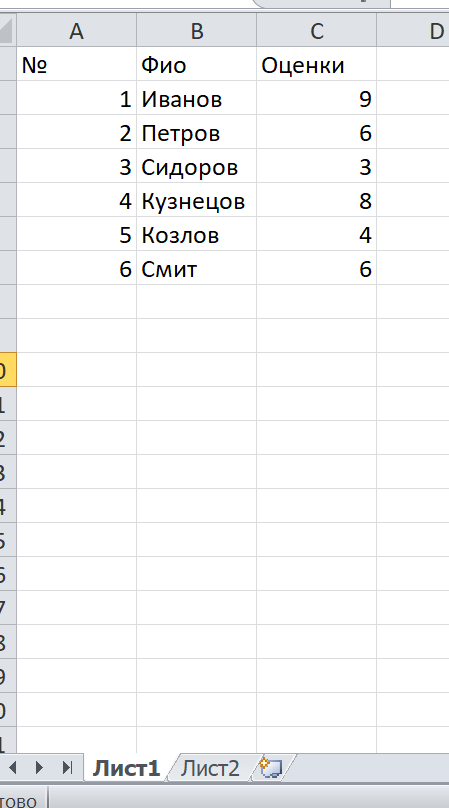 A B C D
№ Фио Оценки
1 Иванов 9
2 Петров 6
3 Сидоров 3
4 Кузнецов 8
5 Козлов 4
6 Смит 6
0
1
2
3
4
5
6
7
8
9
0
1
Лист1 Лист2
тово